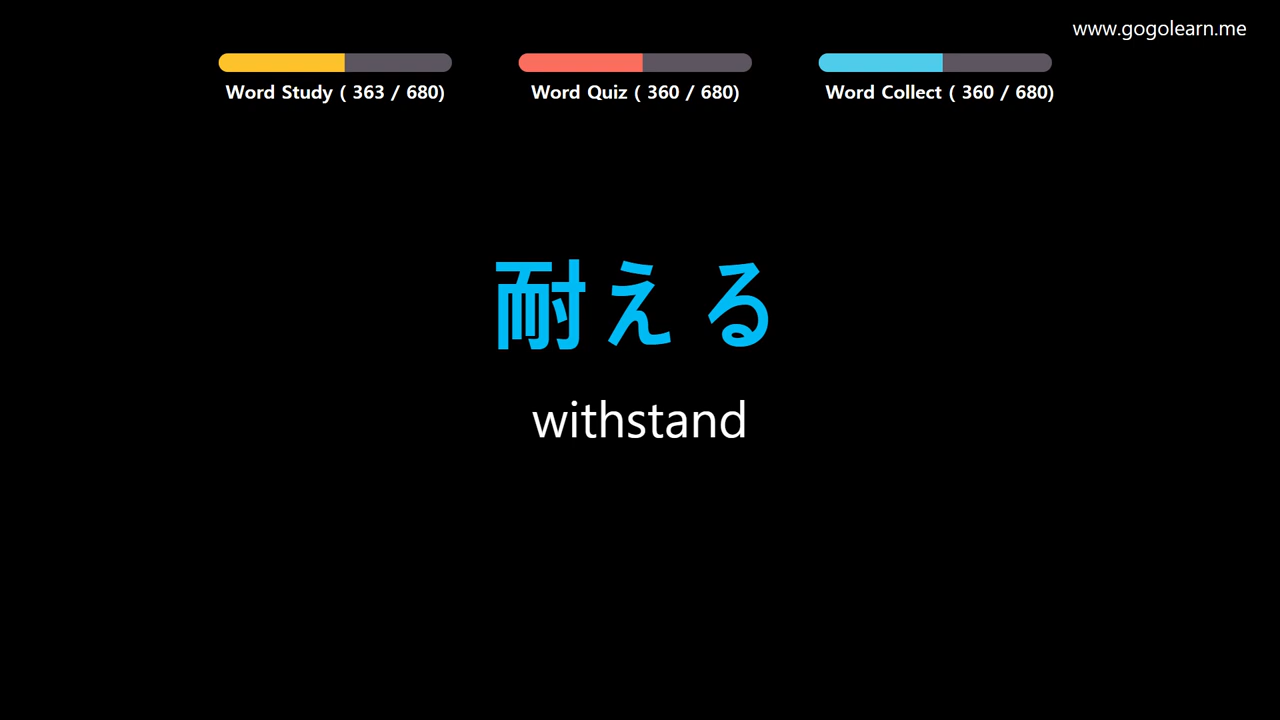 www.gogolearn.me
Word Study ( 363 / 680)
Word Quiz ( 360 / 680)
Word Collect ( 360 / 680)
耐える
withstand